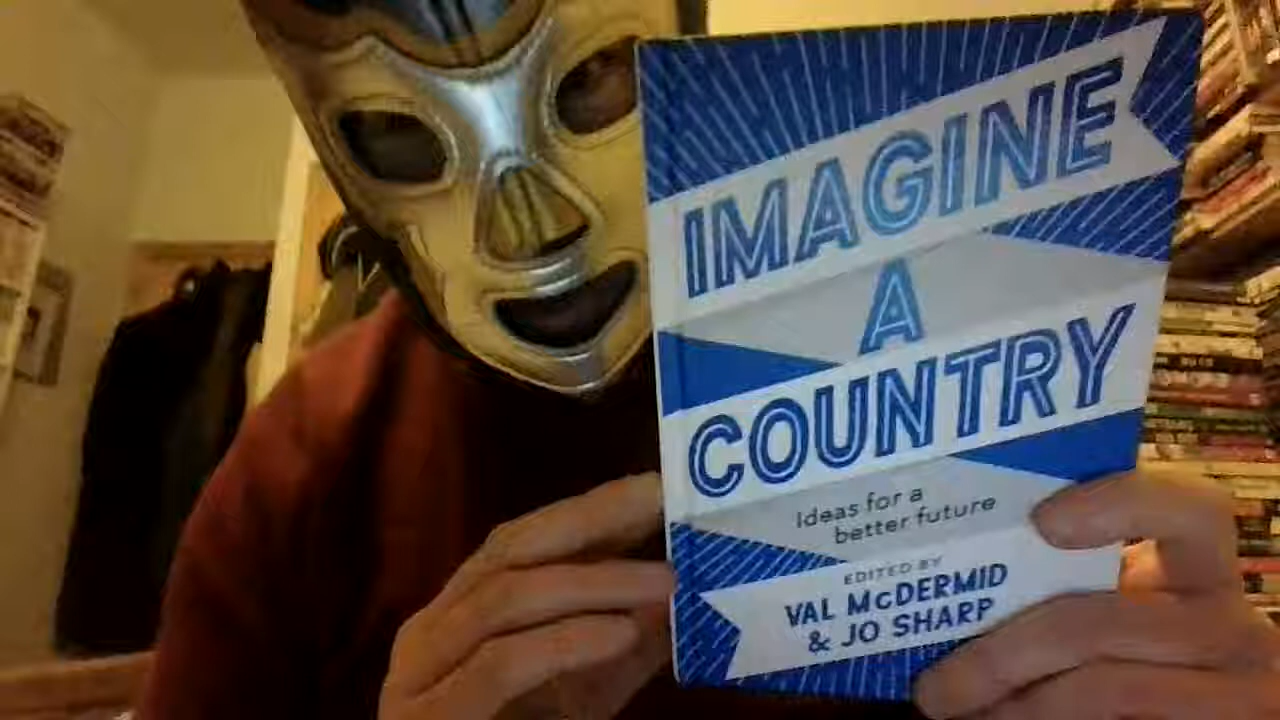 IMAGINE
A
COUNTRY
Ideas for a
better future
EDITED BY
VAL McDERMID
& JO SHARP